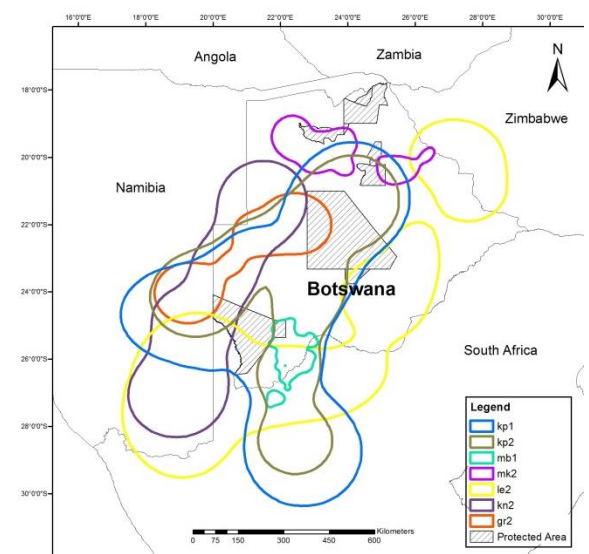 16°0'0"E 18°0'0"E 20°0'0"E 22°0'0"E 24°0'0"E 26°0'0"E 28°0'0"E 30°0'0"E
Angola
Zambia
N
18°0'0"S
Zimbabwe
20°0'0"S
Namibia
22°0'0"S
24°0'0"S
Botswana
26°0'0"S
South Africa
28°0'0"S
30°0'0"S
Legend
kp1
kp2
mb1
mk2
le2
kn2
gr2
Protected Area
Kilometers
0 75 150 300 450 600